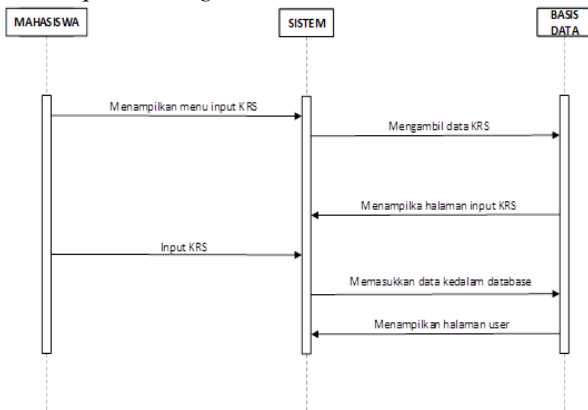 MAHASISWA
SISTEM
BASIS
DATA
Menampilkan menu input KRS
Mengambil data KRS
Menampilka halaman input KRS
Input KRS
Memasukkan data kedalam database
Menampilkan halaman user